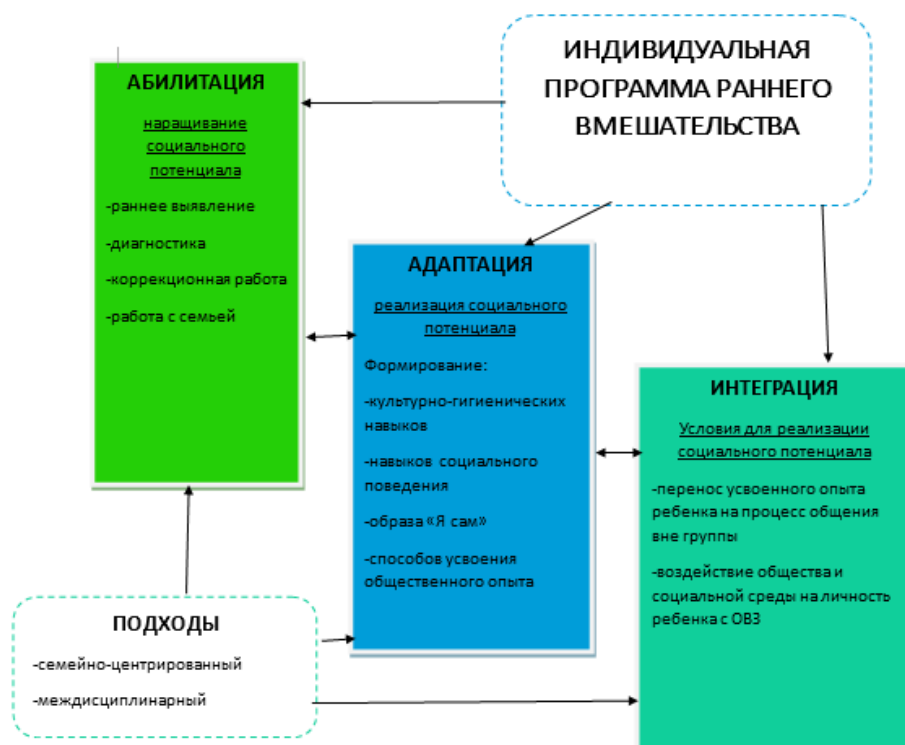 ИНДИВИДУАЛЬНАЯ
ПРОГРАММА РАННЕГО
ВМЕШАТЕЛЬСТВА
АБИЛИТАЦИЯ
наращивание
социального
потенциала
-раннее выявление
-диагностика
-коррекционная работа
-работа с семьей
АДАПТАЦИЯ
реализация социального
потенциала
Формирование:
-культурно-гигиенических
навыков
-навыков социального
поведения
-образа «Я сам»
-способов усвоения
общественного опыта
ИНТЕГРАЦИЯ
Условия для реализации
социального потенциала
-перенос усвоенного опыта
ребенка на процесс общения
вне группы
-воздействие общества и
социальной среды на личность
ребенка с ОВЗ
ПОДХОДЫ
-семейно-центрированный
-междисциплинарный